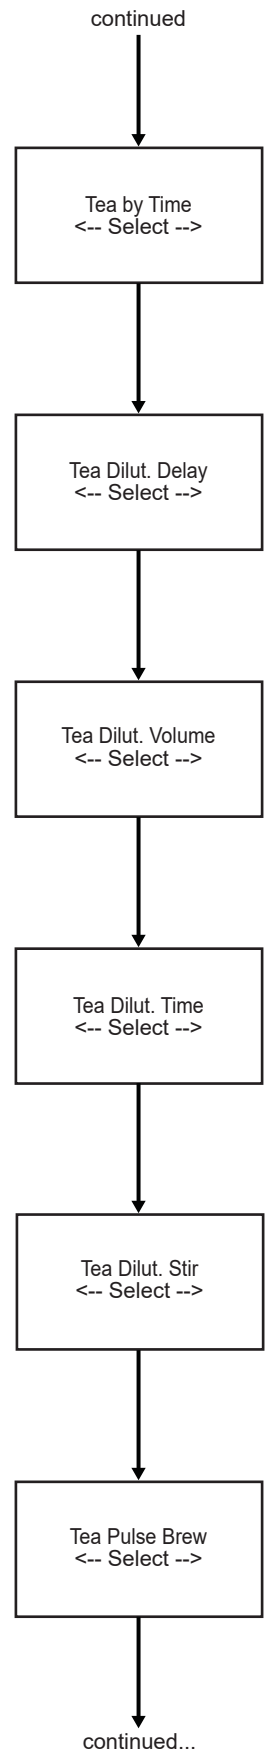 continued
Tea by Time
<-- Select -->
Tea Dilut. Delay
<-- Select -->
Tea Dilut. Volume
<-- Select -->
Tea Dilut. Time
<-- Select -->
Tea Dilut. Stir
<-- Select -->
Tea Pulse Brew
<-- Select -->
continued...